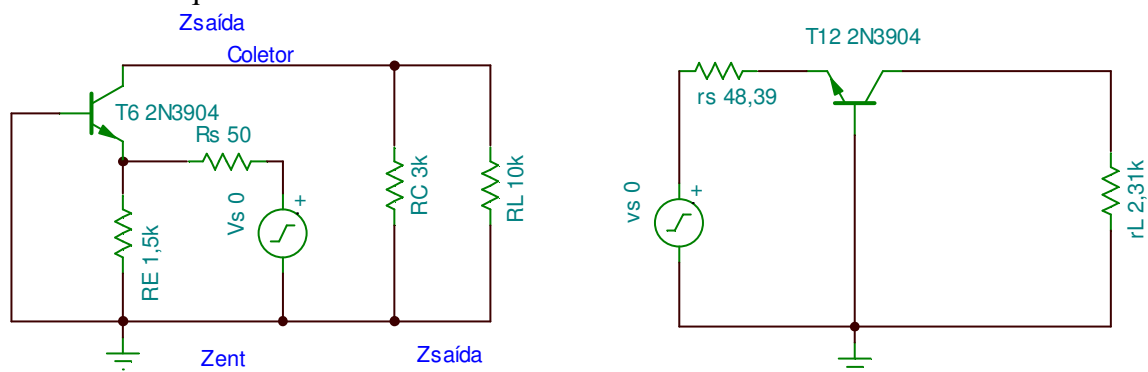 Zsaída
Coletor
T6 2N3904
Rs 50
Vs 0
+
RE 1,5k
RC 3k
RL 10k
Zent
Zsaída
T12 2N3904
rs 48,39
vs 0
+
rL 2,31k